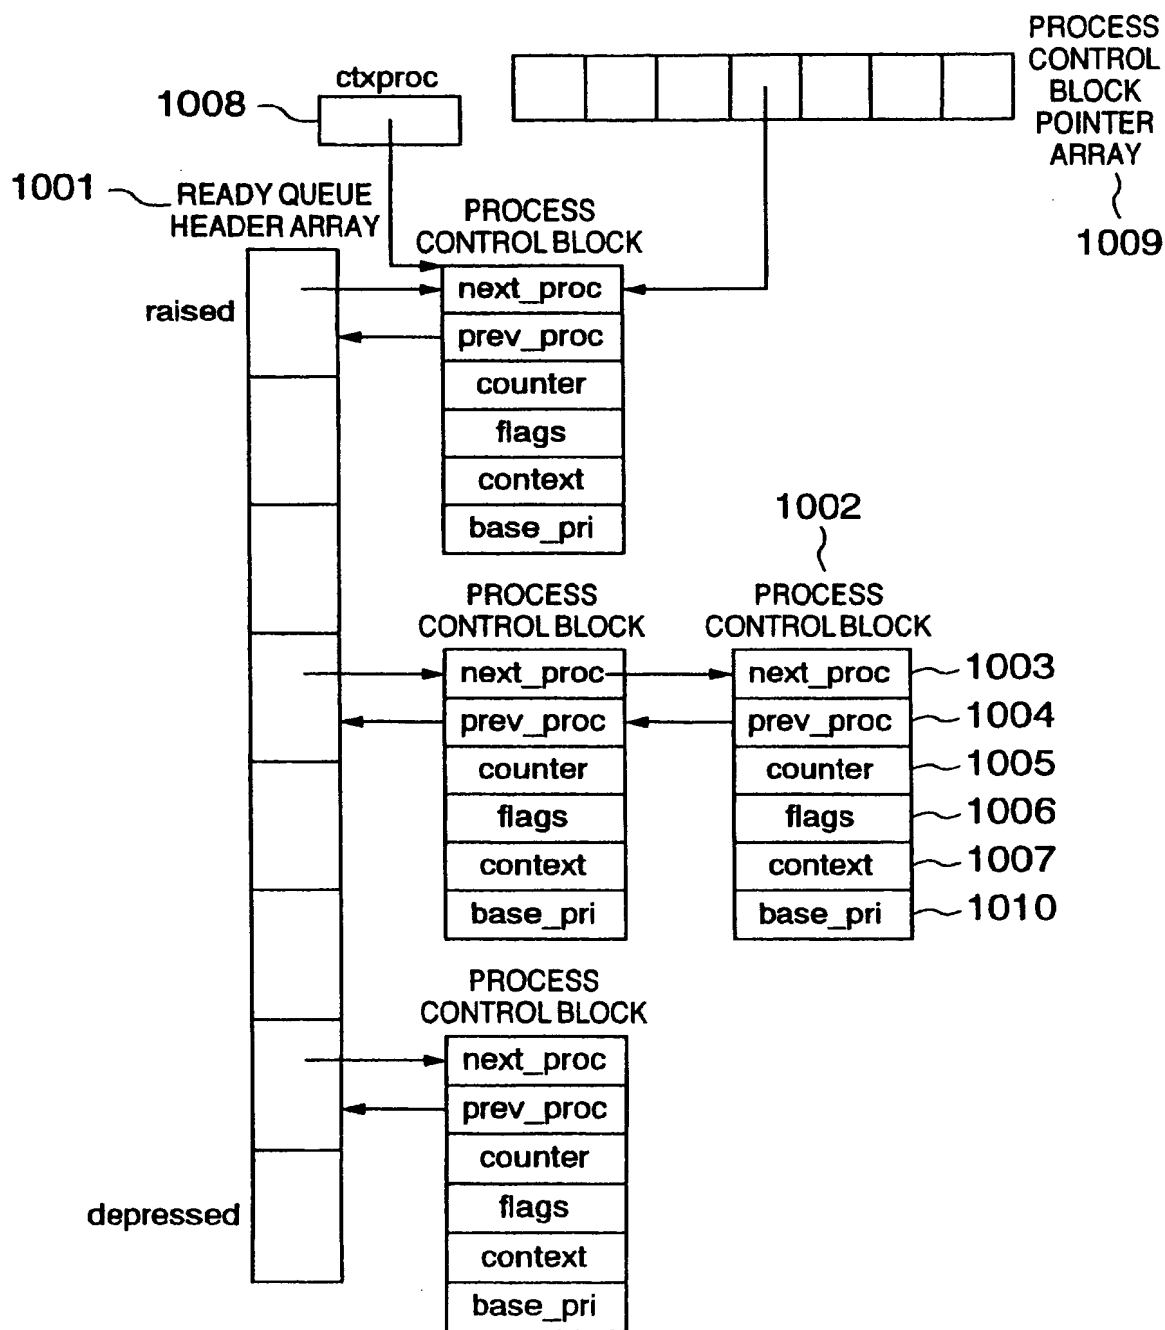 PROCESS
CONTROL
BLOCK
POINTER
ARRAY
1009
ctxproc
1008
1001
READY QUEUE
HEADER ARRAY
PROCESS
CONTROL BLOCK
raised
next_proc
prev_proc
counter
flags
context
base_pri
1002
PROCESS
CONTROL BLOCK
next_proc
prev_proc
counter
flags
context
base_pri
PROCESS
CONTROL BLOCK
next_proc 1003
prev_proc 1004
counter 1005
flags 1006
context 1007
base_pri 1010
PROCESS
CONTROL BLOCK
next_proc
prev_proc
counter
flags
context
base_pri
depressed